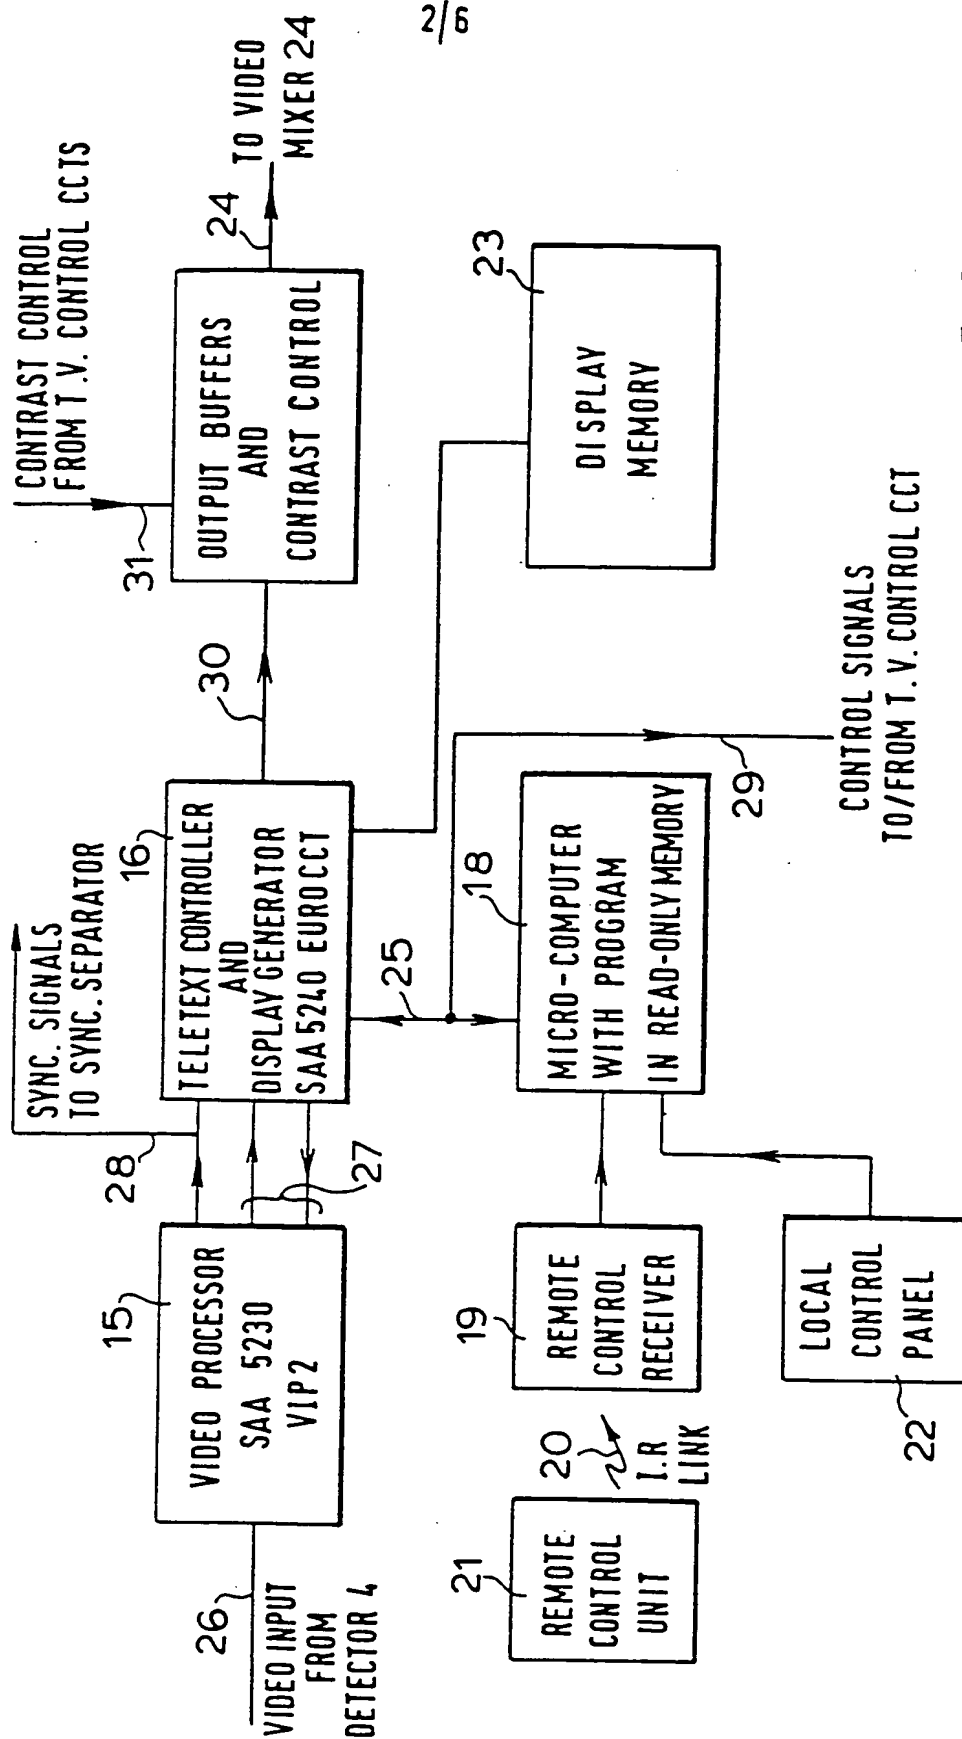 2/6
VIDEO INPUT
FROM
DETECTOR 4
26
15
VIDEO PROCESSOR
SAA 5230
VIP2
28
SYNC. SIGNALS
TO SYNC. SEPARATOR
27
16
TELETEXT CONTROLLER
AND
DISPLAY GENERATOR
SAA 5240 EURO CCT
30
31
CONTRAST CONTROL
FROM T.V. CONTROL CCTS
OUTPUT BUFFERS
AND
CONTRAST CONTROL
24
TO VIDEO
MIXER 24
21
REMOTE
CONTROL
UNIT
20
I.R
LINK
19
REMOTE
CONTROL
RECEIVER
25
18
MICRO-COMPUTER
WITH PROGRAM
IN READ-ONLY MEMORY
23
DISPLAY
MEMORY
22
LOCAL
CONTROL
PANEL
29
CONTROL SIGNALS
TO/FROM T.V. CONTROL CCT